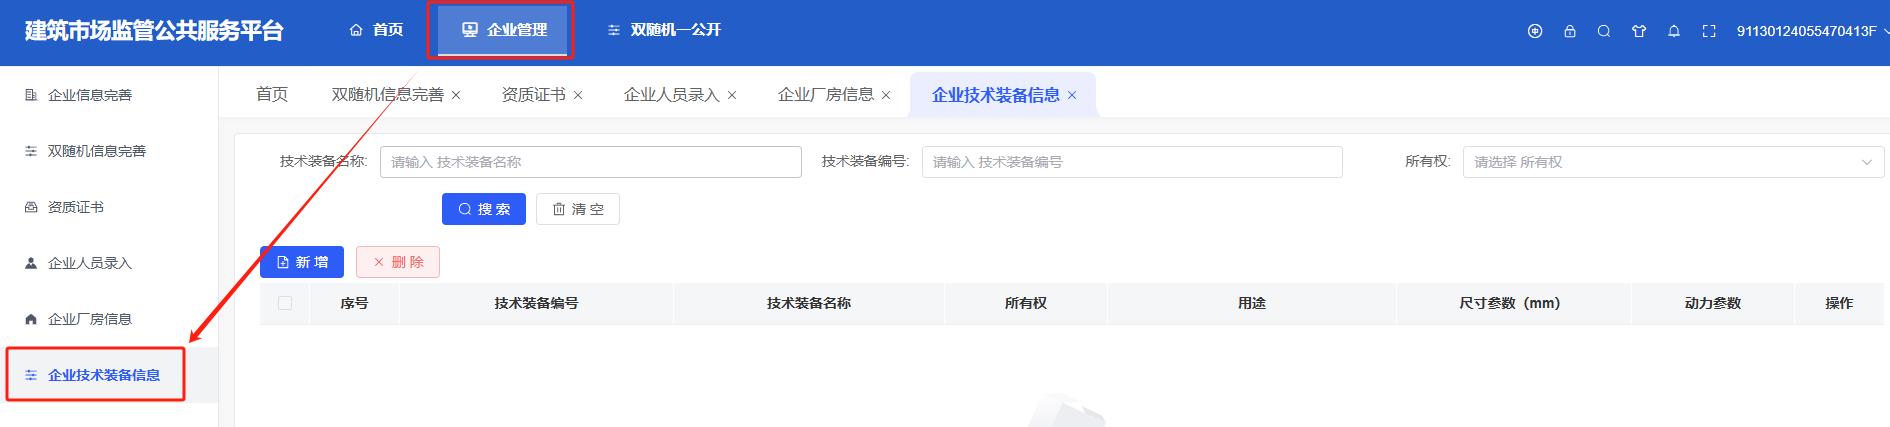 建筑市场监管公共服务平台 首页 企业管理 双随机一公开 91130124055470413F
企业信息完善
双随机信息完善
资质证书
企业人员录入
企业厂房信息
企业技术装备信息
首页 双随机信息完善 × 资质证书 × 企业人员录入 × 企业厂房信息 × 企业技术装备信息 ×
技术装备名称: 请输入 技术装备名称 技术装备编号: 请输入 技术装备编号 所有权: 请选择 所有权
搜 索 清 空
新 增 删 除
序号 技术装备编号 技术装备名称 所有权 用途 尺寸参数（mm） 动力参数 操作